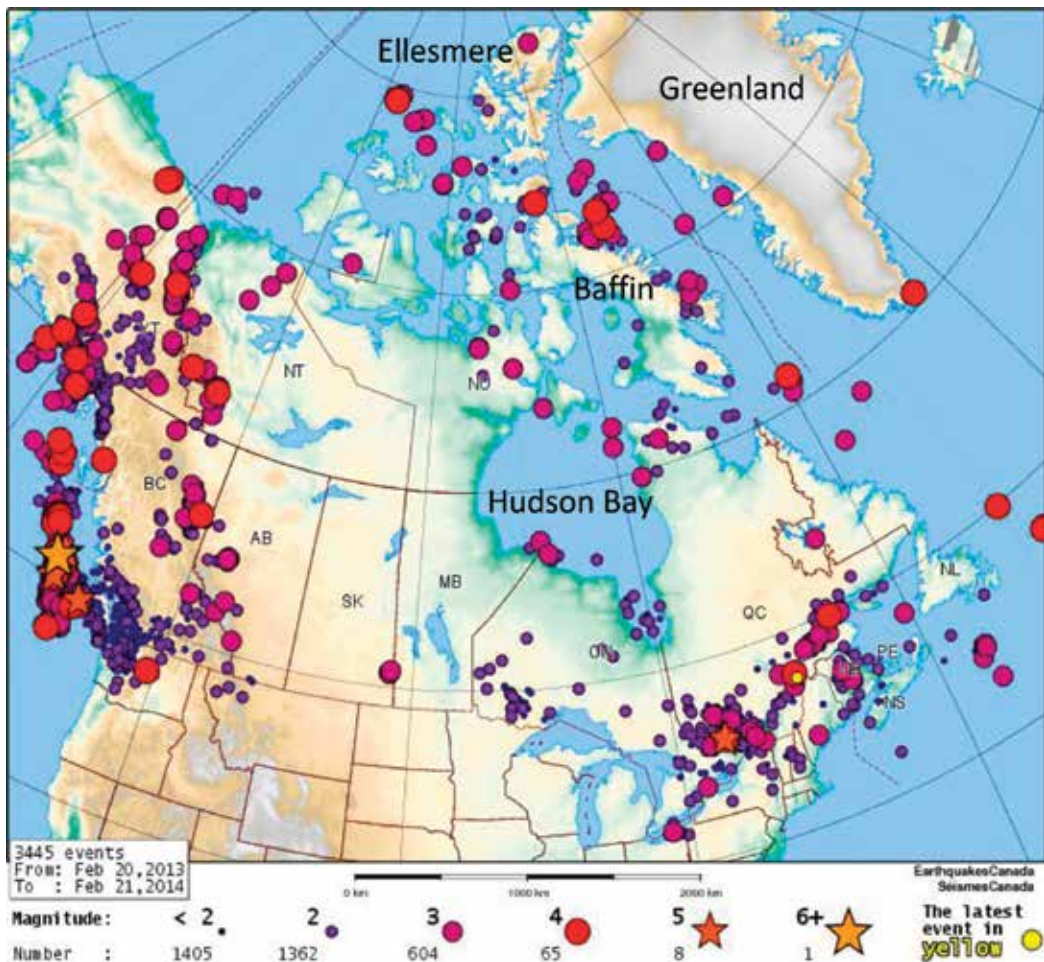 Ellesmere
Greenland
Baffin
NT
NU
Hudson Bay
BC
AB
SK
MB
ON
QC
NL
PE
NS
3445 events
From: Feb 20,2013
To : Feb 21,2014
0 km 1000 km 2000 km
EarthquakesCanada
SeismesCanada
Magnitude: < 2 2 3 4 5 6+
Number : 1405 1362 604 65 8 1
The latest
event in
yellow